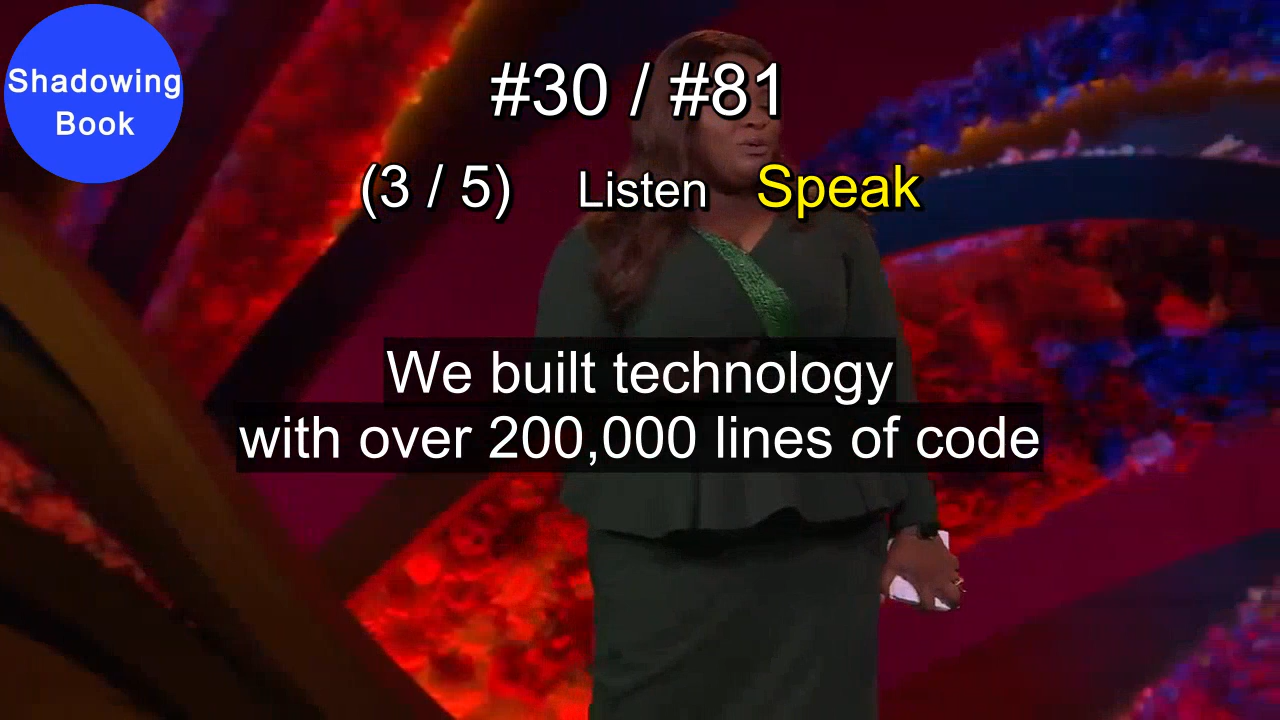 Shadowing
Book
#30 / #81
(3 / 5) Listen Speak
We built technology
with over 200,000 lines of code